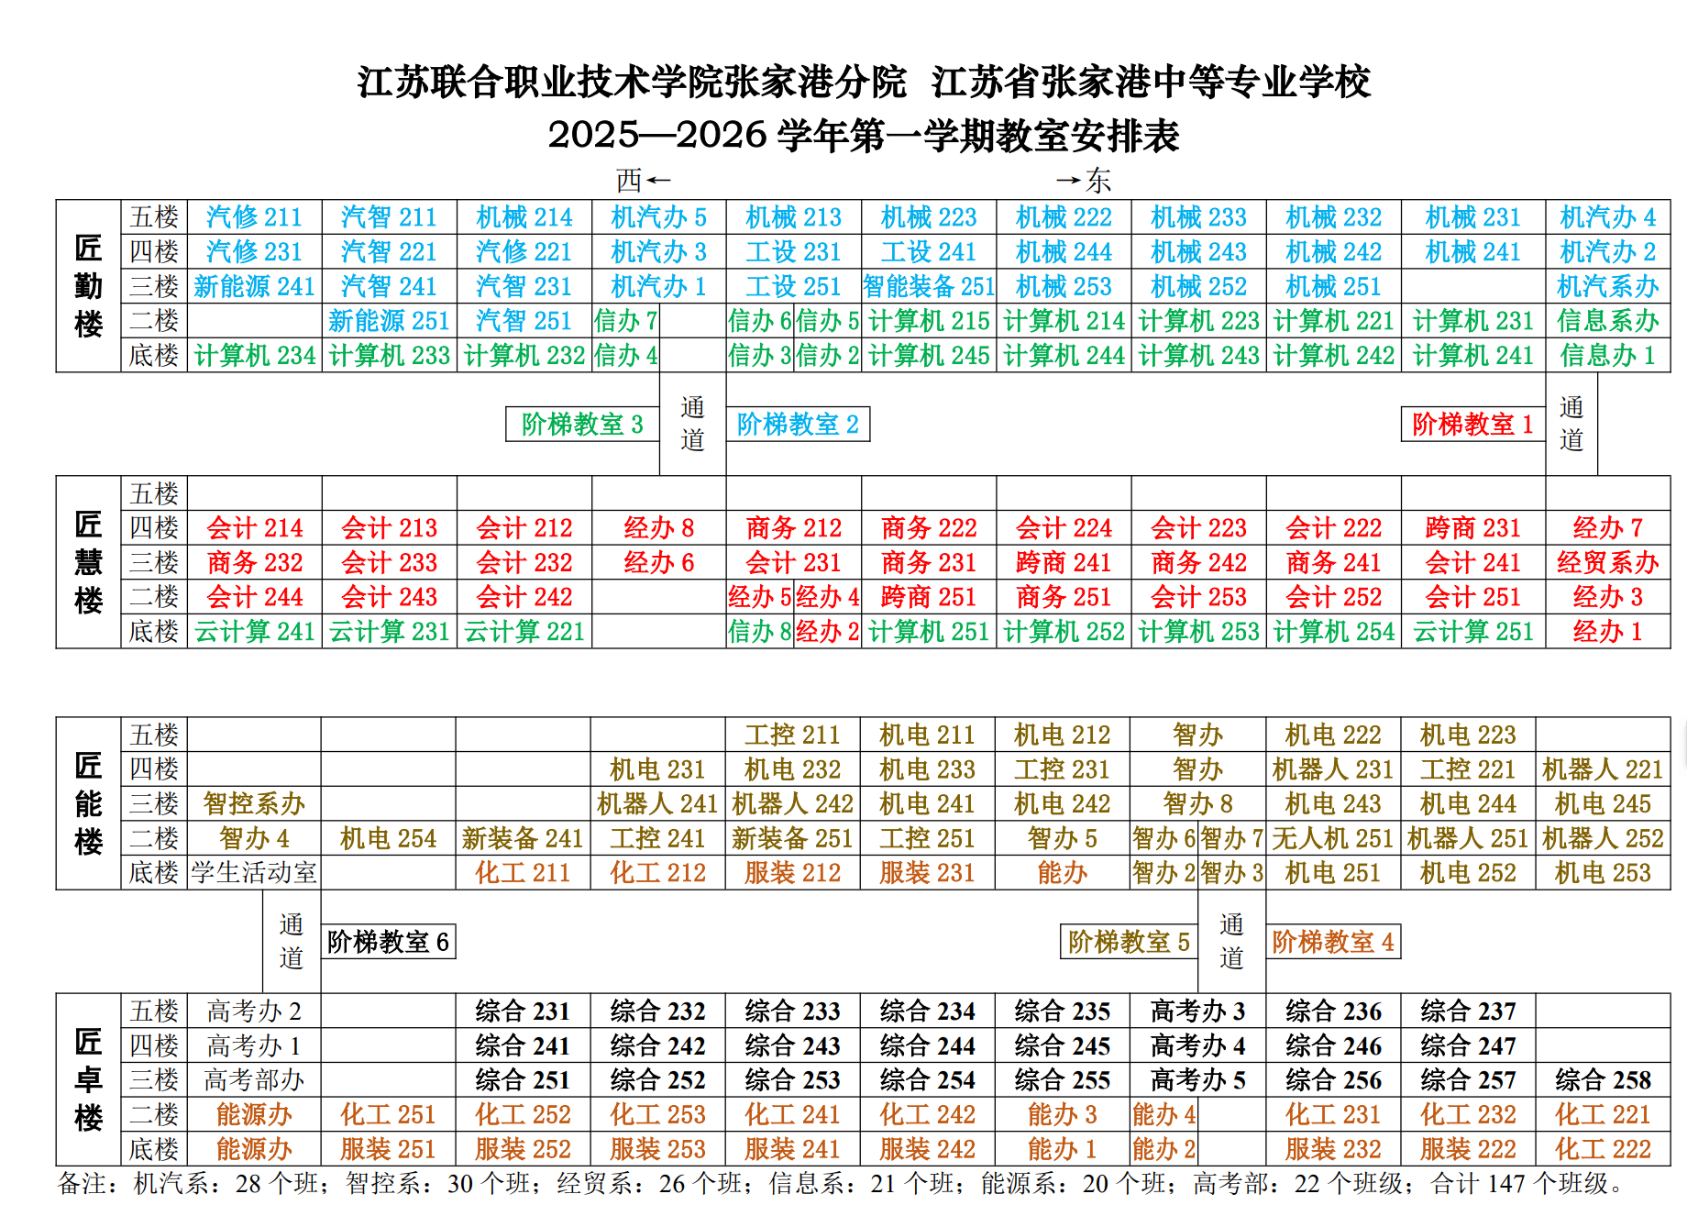 江苏联合职业技术学院张家港分院 江苏省张家港中等专业学校
2025—2026 学年第一学期教室安排表
西← →东
匠勤楼
五楼 汽修 211 汽智 211 机械 214 机汽办 5 机械 213 机械 223 机械 222 机械 233 机械 232 机械 231 机汽办 4
四楼 汽修 231 汽智 221 汽修 221 机汽办 3 工设 231 工设 241 机械 244 机械 243 机械 242 机械 241 机汽办 2
三楼 新能源 241 汽智 241 汽智 231 机汽办 1 工设 251 智能装备 251 机械 253 机械 252 机械 251 机汽系办
二楼 新能源 251 汽智 251 信办 7 信办 6 信办 5 计算机 215 计算机 214 计算机 223 计算机 221 计算机 231 信息系办
底楼 计算机 234 计算机 233 计算机 232 信办 4 信办 3 信办 2 计算机 245 计算机 244 计算机 243 计算机 242 计算机 241 信息办 1
阶梯教室 3 通道 阶梯教室 2 阶梯教室 1 通道
匠慧楼
五楼
四楼 会计 214 会计 213 会计 212 经办 8 商务 212 商务 222 会计 224 会计 223 会计 222 跨商 231 经办 7
三楼 商务 232 会计 233 会计 232 经办 6 会计 231 商务 231 跨商 241 商务 242 商务 241 会计 241 经贸系办
二楼 会计 244 会计 243 会计 242 经办 5 经办 4 跨商 251 商务 251 会计 253 会计 252 会计 251 经办 3
底楼 云计算 241 云计算 231 云计算 221 信办 8 经办 2 计算机 251 计算机 252 计算机 253 计算机 254 云计算 251 经办 1
匠能楼
五楼 工控 211 机电 211 机电 212 智办 机电 222 机电 223
四楼 机电 231 机电 232 机电 233 工控 231 智办 机器人 231 工控 221 机器人 221
三楼 智控系办 机器人 241 机器人 242 机电 241 机电 242 智办 8 机电 243 机电 244 机电 245
二楼 智办 4 机电 254 新装备 241 工控 241 新装备 251 工控 251 智办 5 智办 6 智办 7 无人机 251 机器人 251 机器人 252
底楼 学生活动室 化工 211 化工 212 服装 212 服装 231 能办 智办 2 智办 3 机电 251 机电 252 机电 253
通道 阶梯教室 6 阶梯教室 5 通道 阶梯教室 4
匠卓楼
五楼 高考办 2 综合 231 综合 232 综合 233 综合 234 综合 235 高考办 3 综合 236 综合 237
四楼 高考办 1 综合 241 综合 242 综合 243 综合 244 综合 245 高考办 4 综合 246 综合 247
三楼 高考部办 综合 251 综合 252 综合 253 综合 254 综合 255 高考办 5 综合 256 综合 257 综合 258
二楼 能源办 化工 251 化工 252 化工 253 化工 241 化工 242 能办 3 能办 4 化工 231 化工 232 化工 221
底楼 能源办 服装 251 服装 252 服装 253 服装 241 服装 242 能办 1 能办 2 服装 232 服装 222 化工 222
备注：机汽系：28 个班；智控系：30 个班；经贸系：26 个班；信息系：21 个班；能源系：20 个班；高考部：22 个班级；合计 147 个班级。